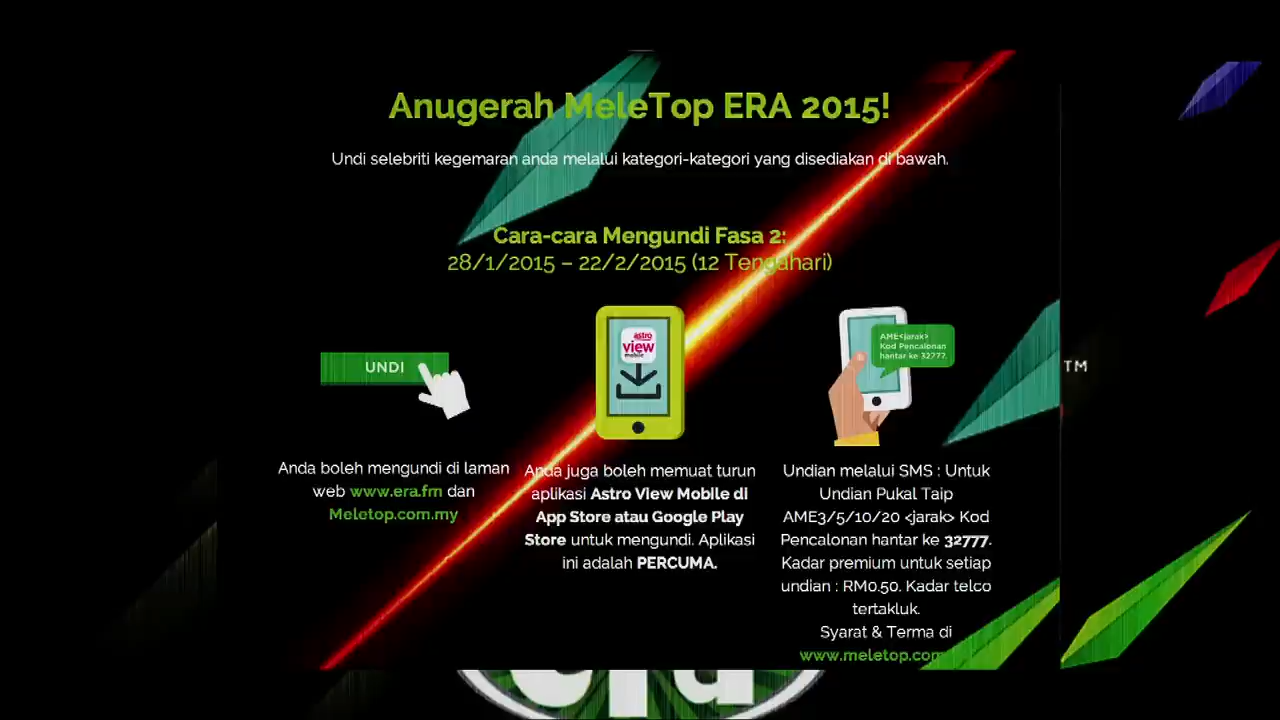 Anugerah MeleTop ERA 2015!
Undi selebriti kegemaran anda melalui kategori-kategori yang disediakan di bawah.
Cara-cara Mengundi Fasa 2:
28/1/2015 – 22/2/2015 (12 Tengahari)
UNDI
Anda boleh mengundi di laman
web www.era.fm dan
Meletop.com.my
astro
view
mobile
Anda juga boleh memuat turun
aplikasi Astro View Mobile di
App Store atau Google Play
Store untuk mengundi. Aplikasi
ini adalah PERCUMA.
AME<jarak>
Kod Pencalonan
hantar ke 32777.
Undian melalui SMS : Untuk
Undian Pukal Taip
AME3/5/10/20 <jarak> Kod
Pencalonan hantar ke 32777.
Kadar premium untuk setiap
undian : RM0.50. Kadar telco
tertakluk.
Syarat & Terma di
www.meletop.com
TM